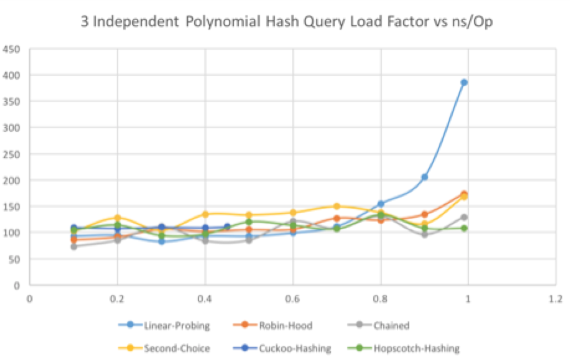 3 Independent Polynomial Hash Query Load Factor vs ns/Op
450
400
350
300
250
200
150
100
50
0
0 0.2 0.4 0.6 0.8 1 1.2
Linear-Probing Robin-Hood Chained
Second-Choice Cuckoo-Hashing Hopscotch-Hashing